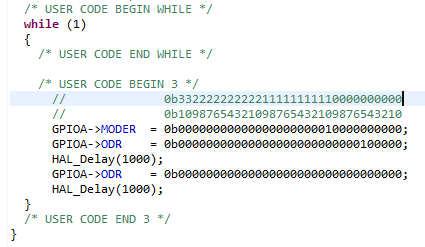 /* USER CODE BEGIN WHILE */
while (1)
{
/* USER CODE END WHILE */
/* USER CODE BEGIN 3 */
// 0b33222222222211111111110000000000
// 0b10987654321098765432109876543210
GPIOA->MODER = 0b00000000000000000000010000000000;
GPIOA->ODR = 0b00000000000000000000000000100000;
HAL_Delay(1000);
GPIOA->ODR = 0b00000000000000000000000000000000;
HAL_Delay(1000);
}
/* USER CODE END 3 */
}